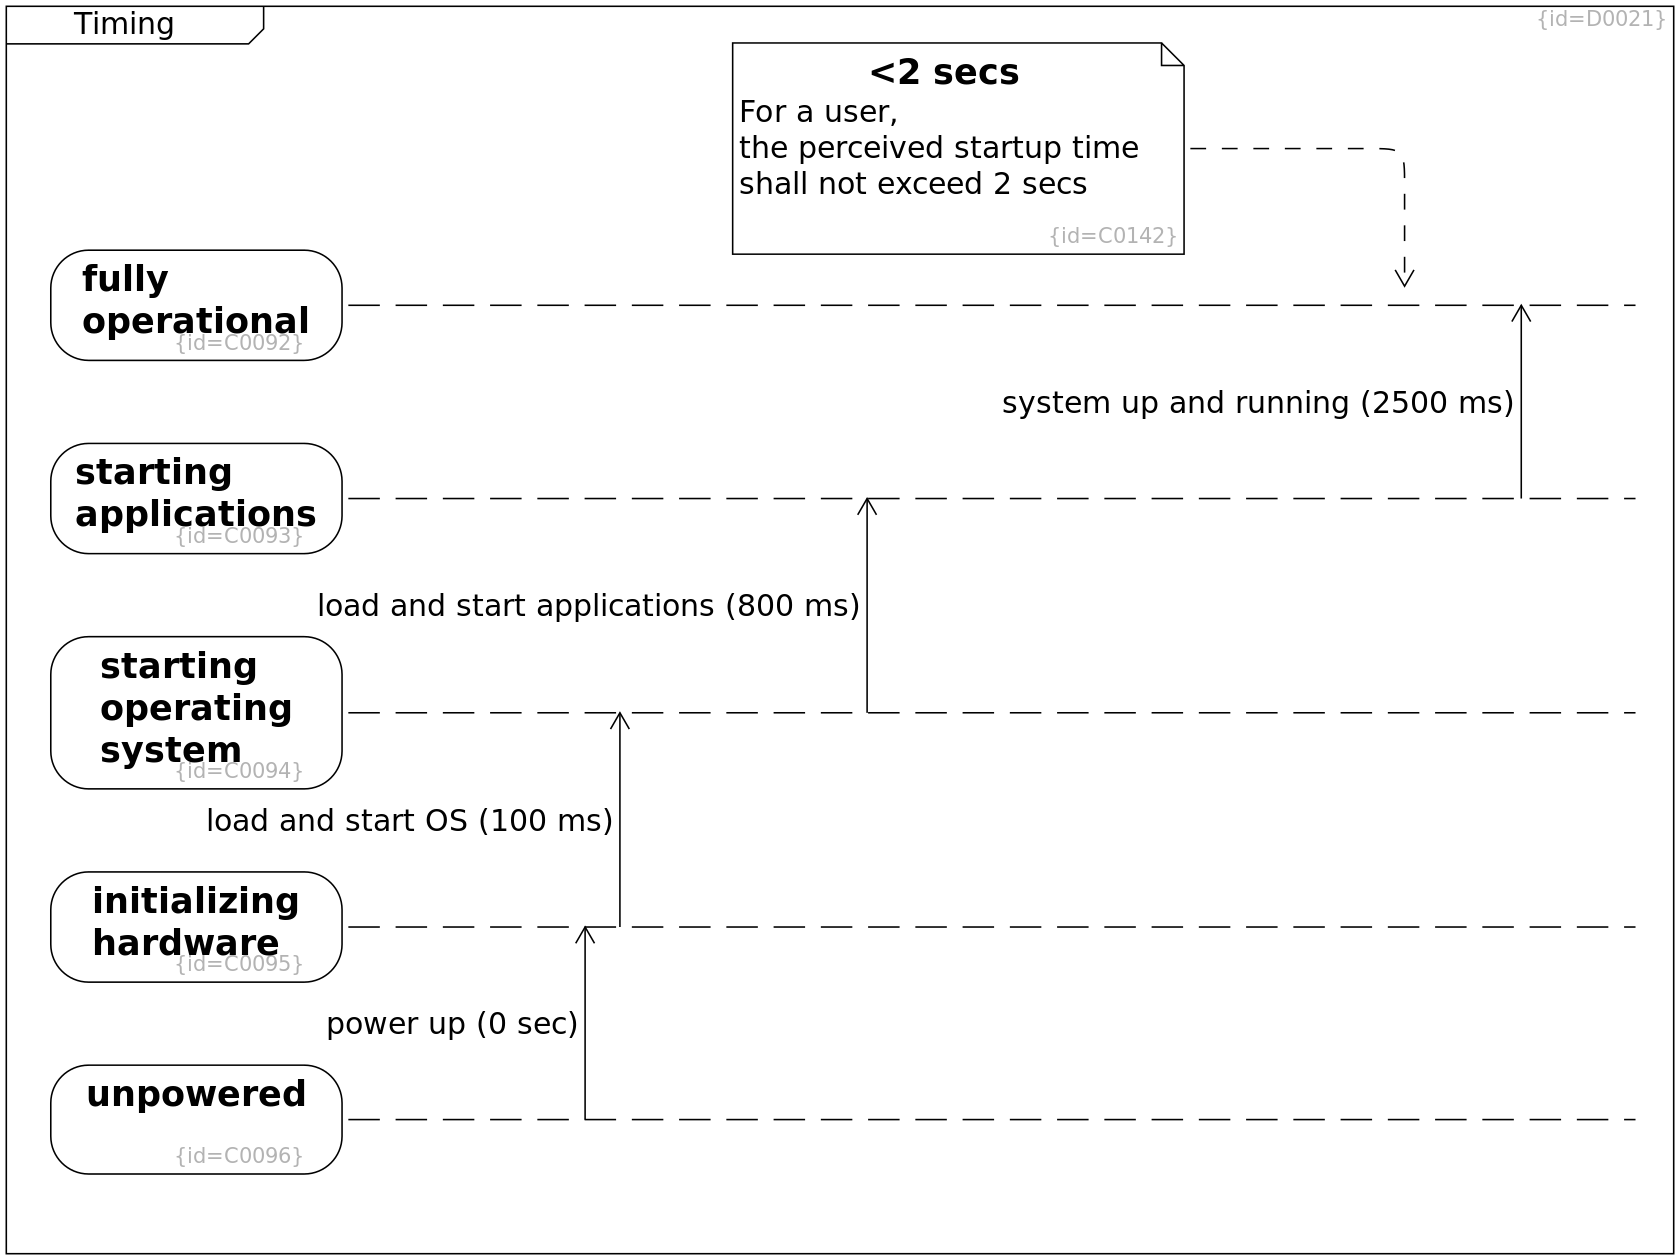 Timing
{id=D0021}
<2 secs
For a user,
the perceived startup time
shall not exceed 2 secs
{id=C0142}
fully
operational
{id=C0092}
system up and running (2500 ms)
starting
applications
{id=C0093}
load and start applications (800 ms)
starting
operating
system
{id=C0094}
load and start OS (100 ms)
initializing
hardware
{id=C0095}
power up (0 sec)
unpowered
{id=C0096}